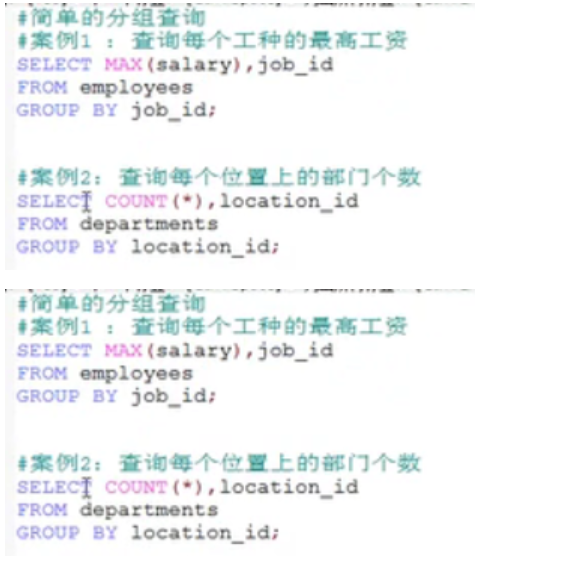 #简单的分组查询
#案例1 : 查询每个工种的最高工资
SELECT MAX(salary),job_id
FROM employees
GROUP BY job_id;
#案例2: 查询每个位置上的部门个数
SELECT COUNT(*),location_id
FROM departments
GROUP BY location_id;
#简单的分组查询
#案例1 : 查询每个工种的最高工资
SELECT MAX(salary),job_id
FROM employees
GROUP BY job_id;
#案例2: 查询每个位置上的部门个数
SELECT COUNT(*),location_id
FROM departments
GROUP BY location_id;